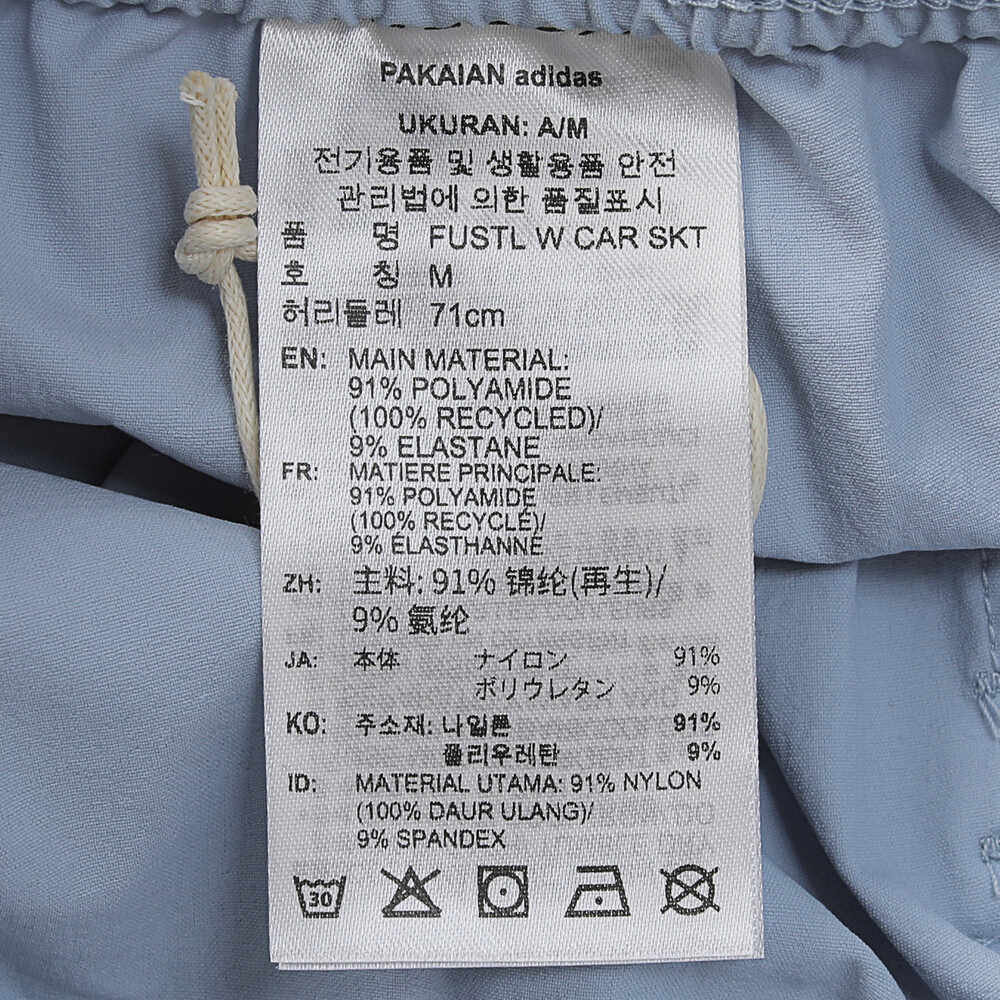 PAKAIAN adidas
UKURAN: A/M
전기용품 및 생활용품 안전
관리법에 의한 품질표시
품 명 FUSTL W CAR SKT
호 칭 M
허리둘레 71cm
EN: MAIN MATERIAL:
91% POLYAMIDE
(100% RECYCLED)/
9% ELASTANE
FR: MATIERE PRINCIPALE:
91% POLYAMIDE
(100% RECYCLÉ)/
9% ÉLASTHANNE
ZH: 主料: 91% 锦纶(再生)/
9% 氨纶
JA: 本体 ナイロン 91%
ポリウレタン 9%
KO: 주소재: 나일론 91%
폴리우레탄 9%
ID: MATERIAL UTAMA: 91% NYLON
(100% DAUR ULANG)/
9% SPANDEX
30